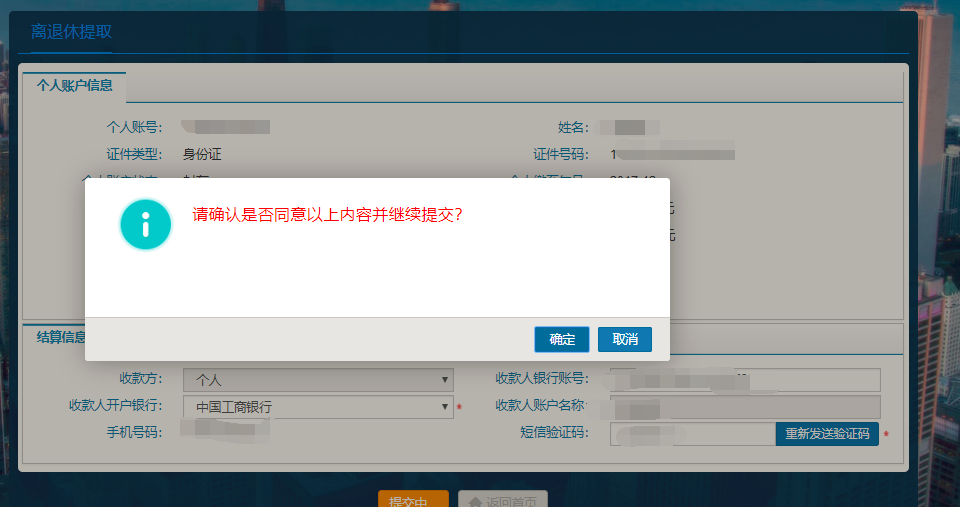 离退休提取
个人账户信息
个人账号：
姓名：
证件类型： 身份证
证件号码： 1
请确认是否同意以上内容并继续提交？
元
元
确定 取消
结算信息
收款方： 个人
收款人银行账号：
收款人开户银行： 中国工商银行 *
收款人账户名称：
手机号码：
短信验证码： 重新发送验证码 *
提交中 返回首页